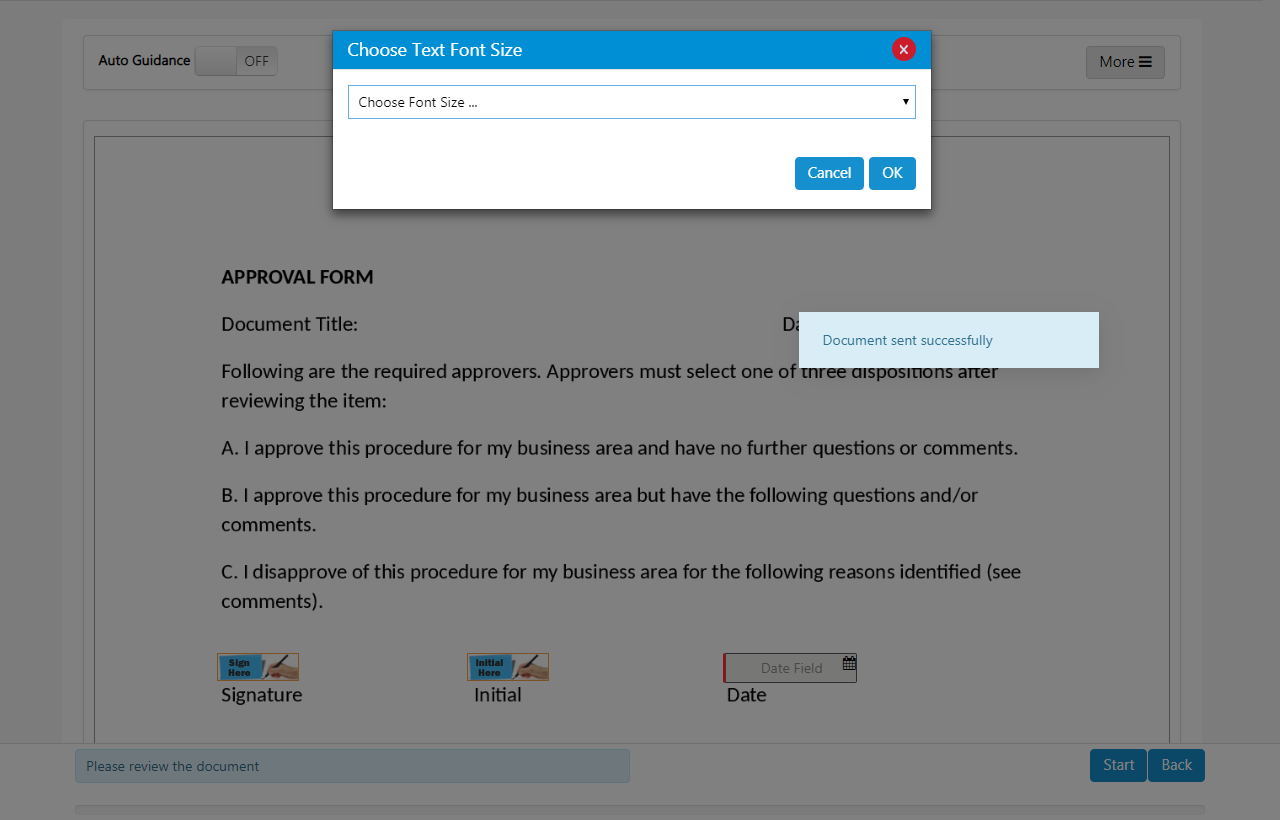 Choose Text Font Size
Auto Guidance OFF
More
Choose Font Size ...
Cancel OK
APPROVAL FORM
Document Title:
Document sent successfully
Following are the required approvers. Approvers must select one of three dispositions after
reviewing the item:
A. I approve this procedure for my business area and have no further questions or comments.
B. I approve this procedure for my business area but have the following questions and/or
comments.
C. I disapprove of this procedure for my business area for the following reasons identified (see
comments).
Sign
Here
Initial
Here
Date Field
Signature Initial Date
Please review the document
Start Back